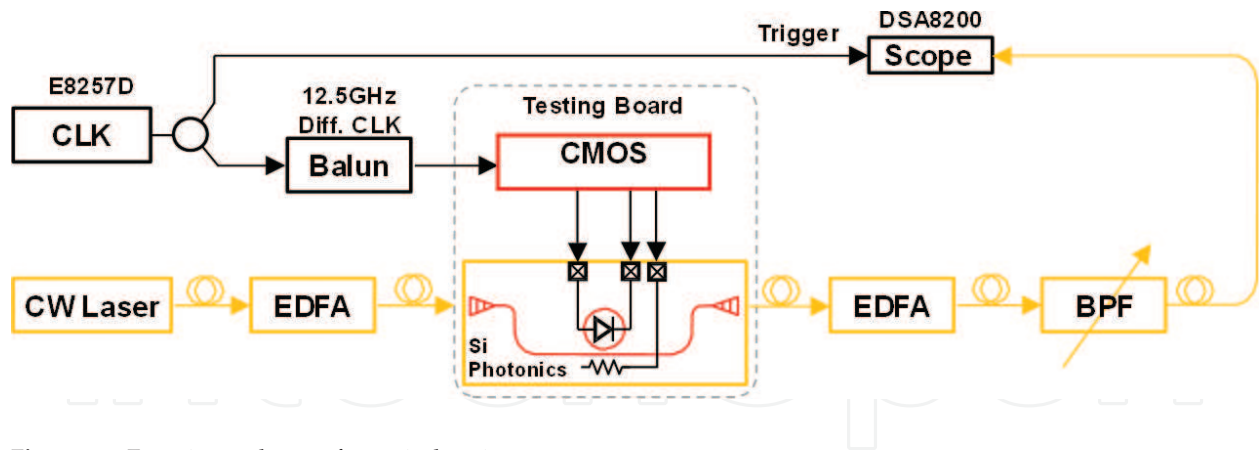 DSA8200
Trigger
Scope
E8257D
CLK
12.5GHz
Diff. CLK
Balun
Testing Board
CMOS
CW Laser
EDFA
Si
Photonics
EDFA
BPF